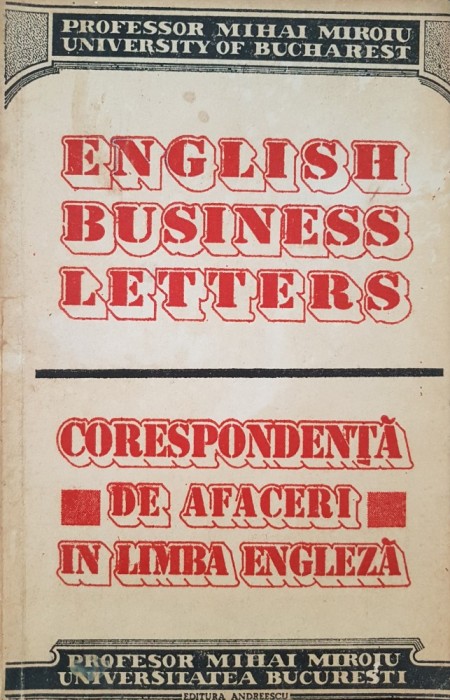 PROFESSOR MIHAI MIROIU
UNIVERSITY OF BUCHAREST
ENGLISH
BUSINESS
LETTERS
CORESPONDENȚĂ
DE AFACERI
IN LIMBA ENGLEZĂ
PROFESOR MIHAI MIROIU
UNIVERSITATEA BUCUREȘTI
EDITURA ANDREESCU